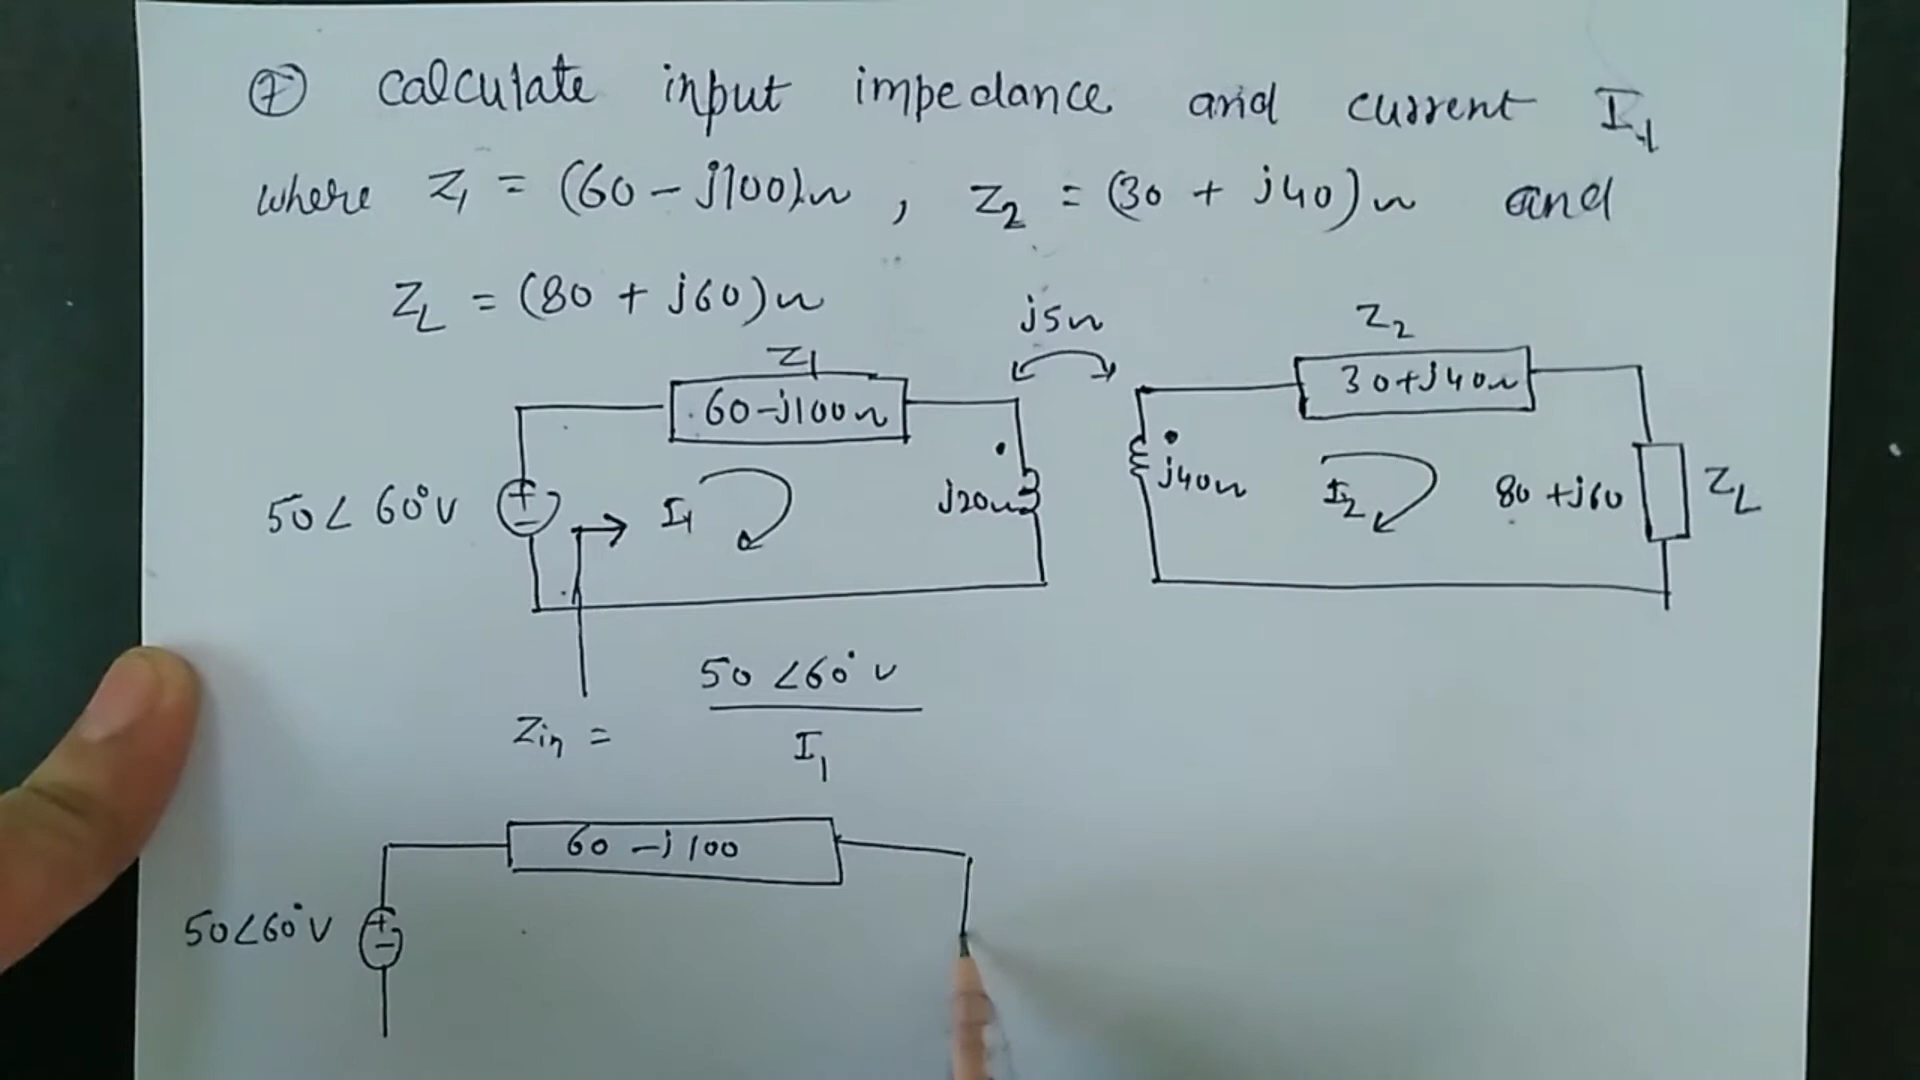 ⑦ calculate input impedance and current I₁
where Z₁ = (60 - j100)Ω, Z₂ = (30 + j40)Ω and
Z_L = (80 + j60)Ω
j5Ω
Z₁
Z₂
60-j100Ω
30+j40Ω
50∠60°V
I₁
j20Ω
j40Ω
I₂
80+j60
Z_L
50∠60°V
Zin =
I₁
60 -j100
50∠60°V